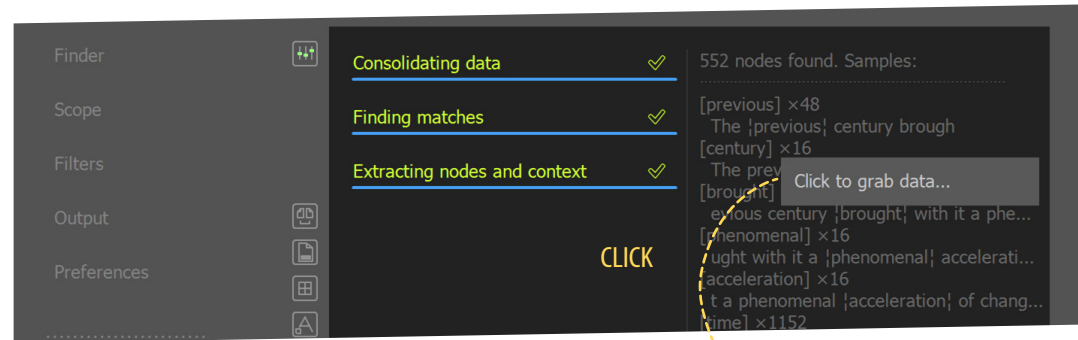 Finder
Scope
Filters
Output
Preferences
Consolidating data
Finding matches
Extracting nodes and context
CLICK
552 nodes found. Samples:
[previous] ×48
The ¦previous¦ century brough
[century] ×16
The prev
[brought]
evious century ¦brought¦ with it a phe...
[phenomenal] ×16
ught with it a ¦phenomenal¦ accelerati...
[acceleration] ×16
t a phenomenal ¦acceleration¦ of chang...
[time] ×1152
Click to grab data...